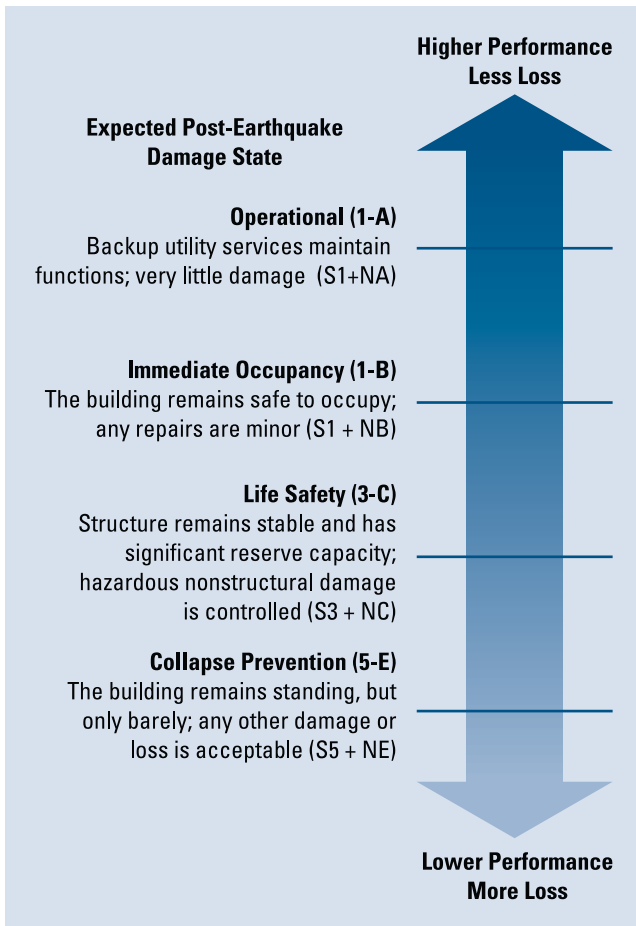 Higher Performance
Less Loss
Expected Post-Earthquake
Damage State
Operational (1-A)
Backup utility services maintain
functions; very little damage (S1+NA)
Immediate Occupancy (1-B)
The building remains safe to occupy;
any repairs are minor (S1 + NB)
Life Safety (3-C)
Structure remains stable and has
significant reserve capacity;
hazardous nonstructural damage
is controlled (S3 + NC)
Collapse Prevention (5-E)
The building remains standing, but
only barely; any other damage or
loss is acceptable (S5 + NE)
Lower Performance
More Loss